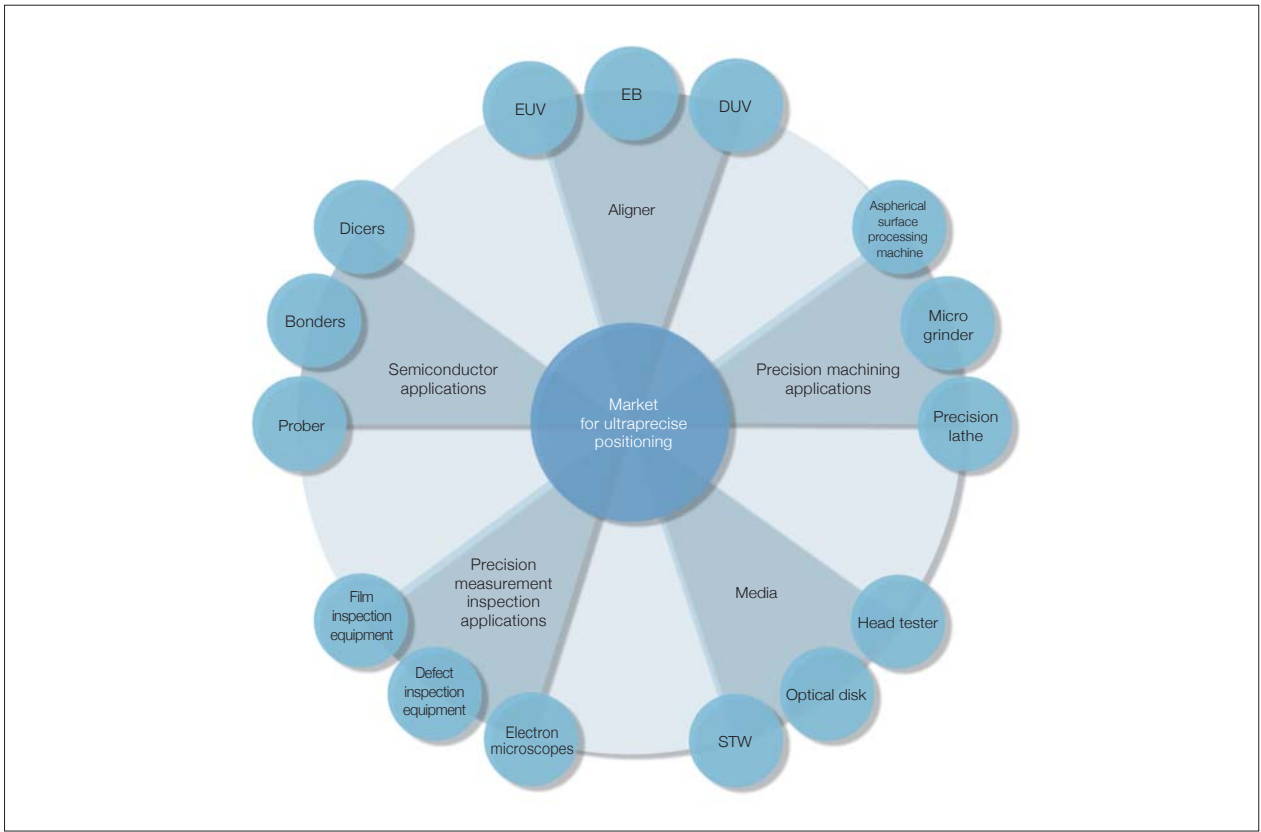 EUV
EB
DUV
Aligner
Dicers
Bonders
Prober
Semiconductor
applications
Aspherical
surface
processing
machine
Micro
grinder
Precision
lathe
Precision machining
applications
Market
for ultraprecise
positioning
Precision
measurement
inspection
applications
Film
inspection
equipment
Defect
inspection
equipment
Electron
microscopes
Media
Head tester
Optical disk
STW